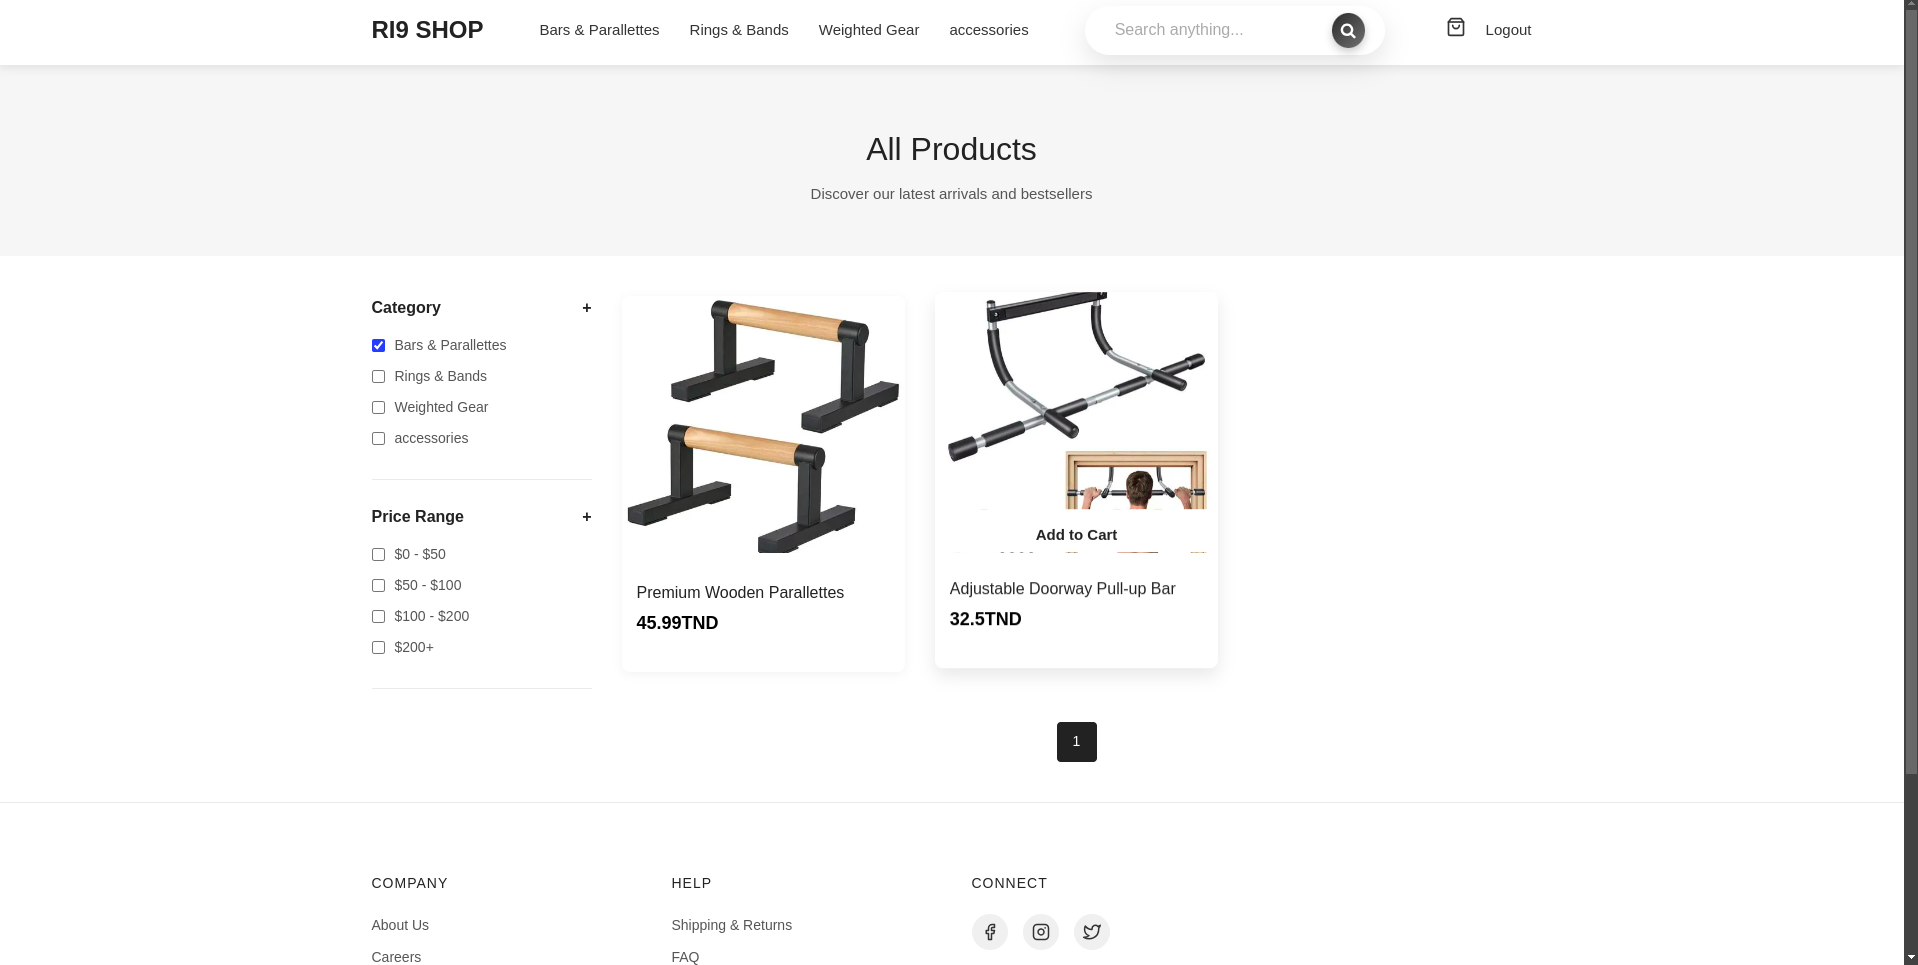 RI9 SHOP
Bars & Parallettes
Rings & Bands
Weighted Gear
accessories
Search anything...
Logout
All Products
Discover our latest arrivals and bestsellers
Category +
Bars & Parallettes
Rings & Bands
Weighted Gear
accessories
Price Range +
$0 - $50
$50 - $100
$100 - $200
$200+
Premium Wooden Parallettes
45.99TND
Add to Cart
Adjustable Doorway Pull-up Bar
32.5TND
1
COMPANY
About Us
Careers
HELP
Shipping & Returns
FAQ
CONNECT